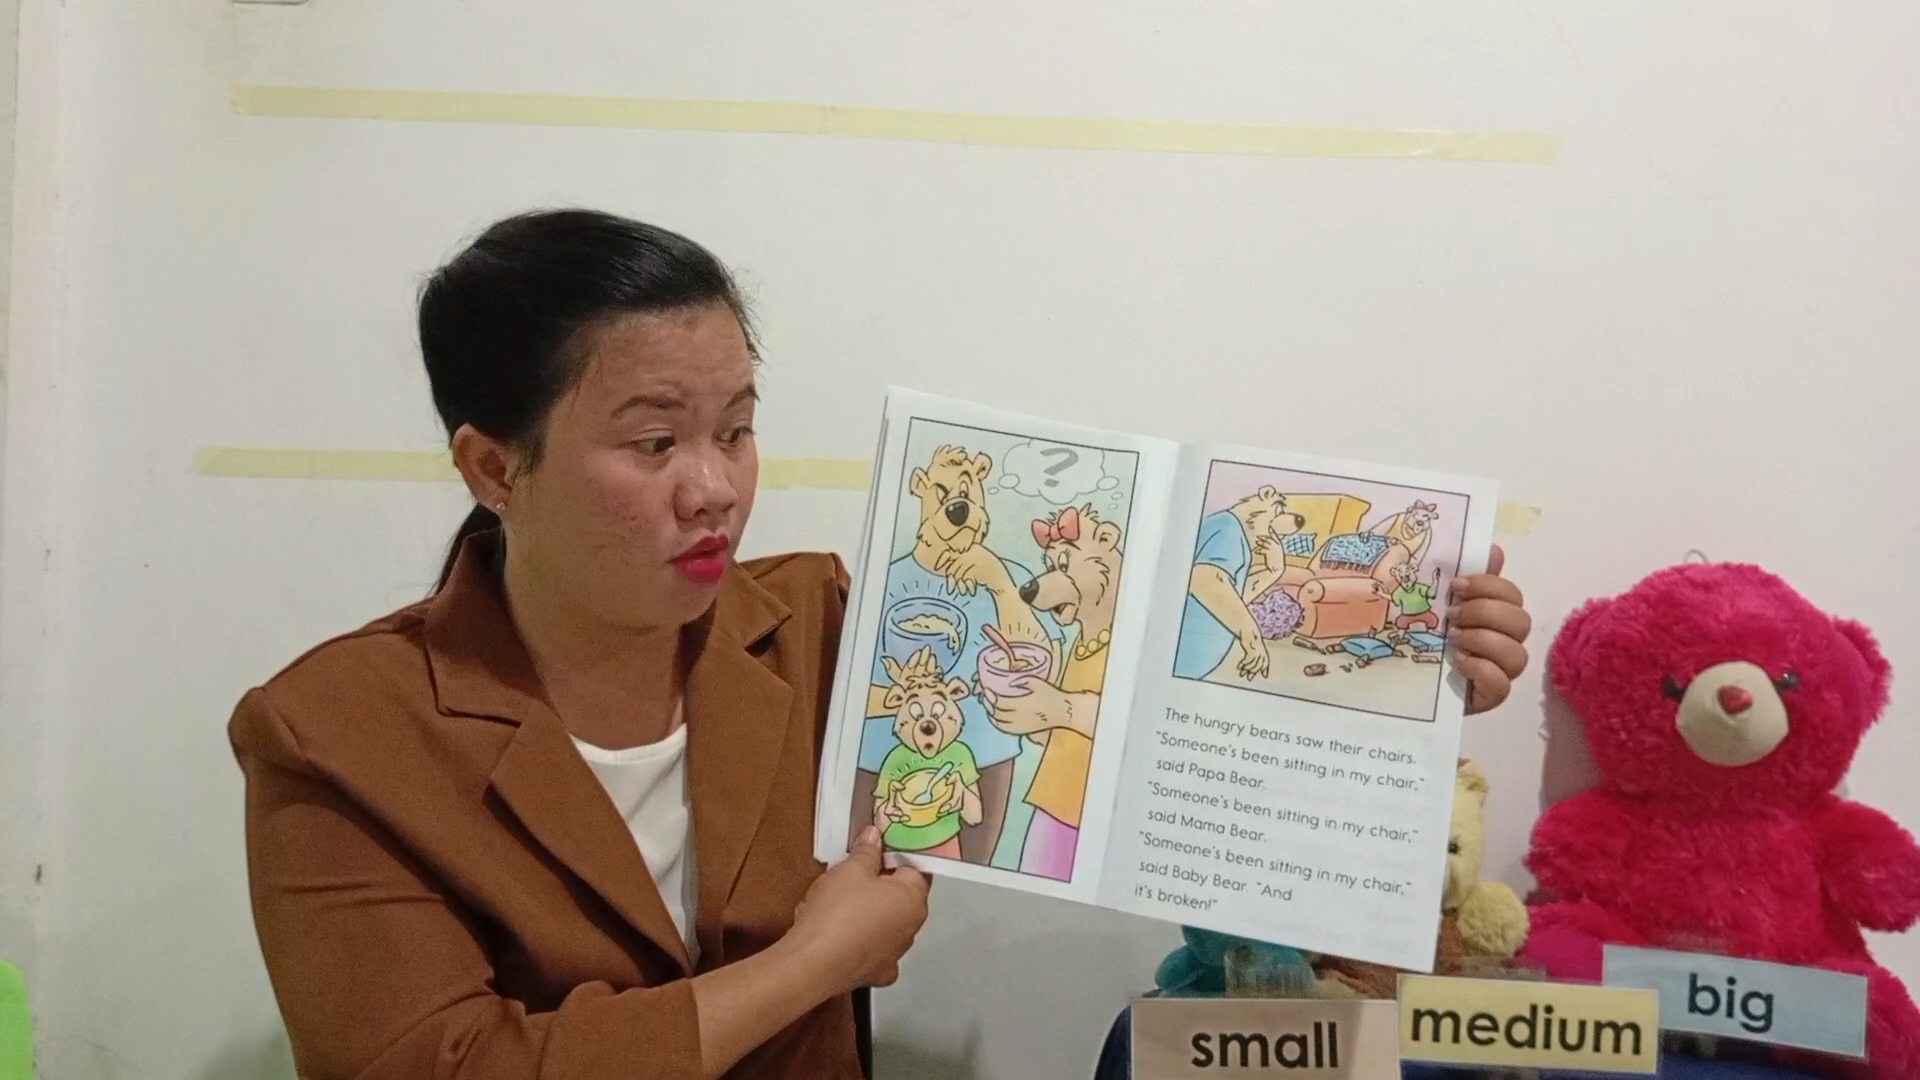 ?
The hungry bears saw their chairs.
"Someone's been sitting in my chair,"
said Papa Bear.
"Someone's been sitting in my chair,"
said Mama Bear.
"Someone's been sitting in my chair,"
said Baby Bear. "And
it's broken!"
small
medium
big